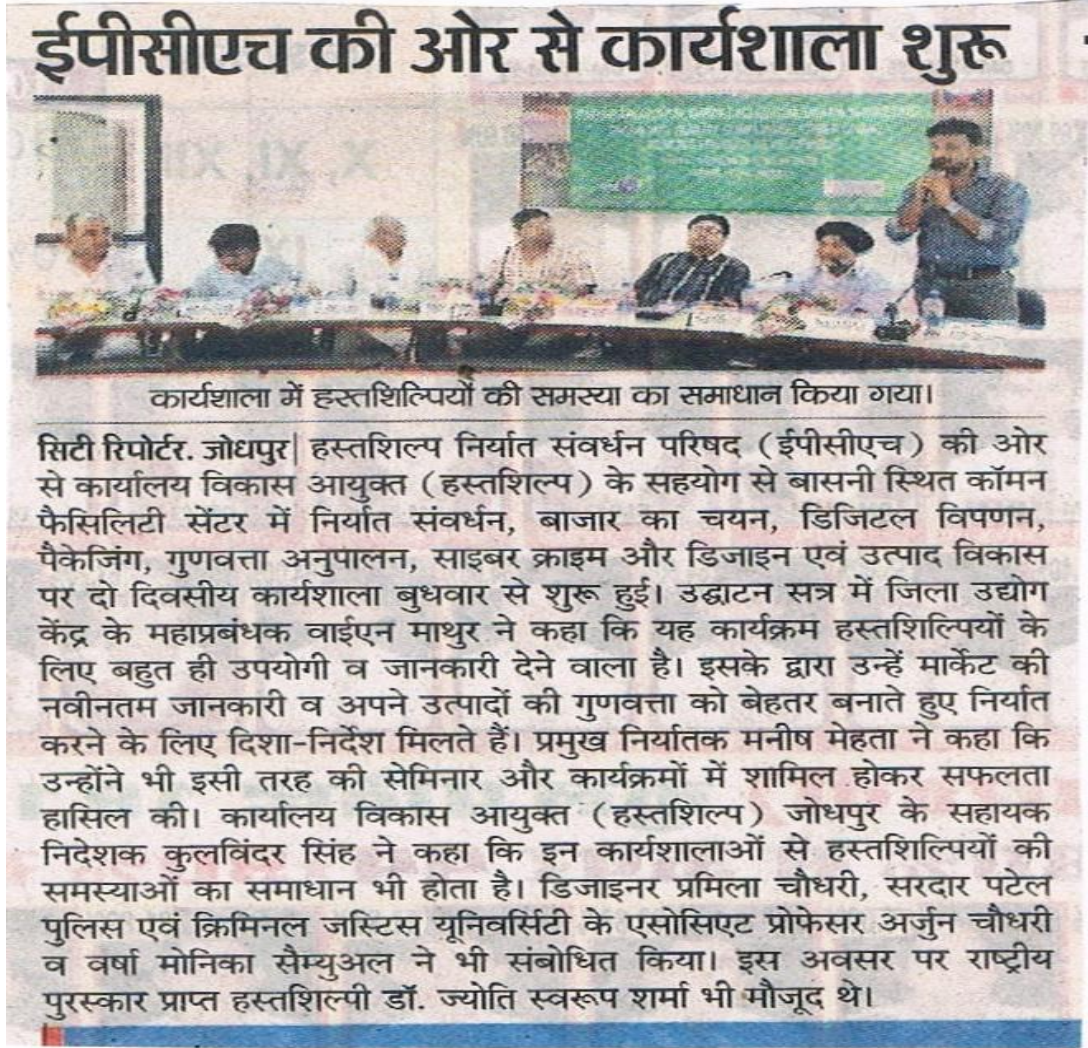 ईपीसीएच की ओर से कार्यशाला शुरू
कार्यशाला में हस्तशिल्पियों की समस्या का समाधान किया गया।
सिटी रिपोर्टर. जोधपुर| हस्तशिल्प निर्यात संवर्धन परिषद (ईपीसीएच) की ओर
से कार्यालय विकास आयुक्त (हस्तशिल्प) के सहयोग से बासनी स्थित कॉमन
फैसिलिटी सेंटर में निर्यात संवर्धन, बाजार का चयन, डिजिटल विपणन,
पैकेजिंग, गुणवत्ता अनुपालन, साइबर क्राइम और डिजाइन एवं उत्पाद विकास
पर दो दिवसीय कार्यशाला बुधवार से शुरू हुई। उद्घाटन सत्र में जिला उद्योग
केंद्र के महाप्रबंधक वाईएन माथुर ने कहा कि यह कार्यक्रम हस्तशिल्पियों के
लिए बहुत ही उपयोगी व जानकारी देने वाला है। इसके द्वारा उन्हें मार्केट की
नवीनतम जानकारी व अपने उत्पादों की गुणवत्ता को बेहतर बनाते हुए निर्यात
करने के लिए दिशा-निर्देश मिलते हैं। प्रमुख निर्यातक मनीष मेहता ने कहा कि
उन्होंने भी इसी तरह की सेमिनार और कार्यक्रमों में शामिल होकर सफलता
हासिल की। कार्यालय विकास आयुक्त (हस्तशिल्प) जोधपुर के सहायक
निदेशक कुलविंदर सिंह ने कहा कि इन कार्यशालाओं से हस्तशिल्पियों की
समस्याओं का समाधान भी होता है। डिजाइनर प्रमिला चौधरी, सरदार पटेल
पुलिस एवं क्रिमिनल जस्टिस यूनिवर्सिटी के एसोसिएट प्रोफेसर अर्जुन चौधरी
व वर्षा मोनिका सैम्युअल ने भी संबोधित किया। इस अवसर पर राष्ट्रीय
पुरस्कार प्राप्त हस्तशिल्पी डॉ. ज्योति स्वरूप शर्मा भी मौजूद थे।